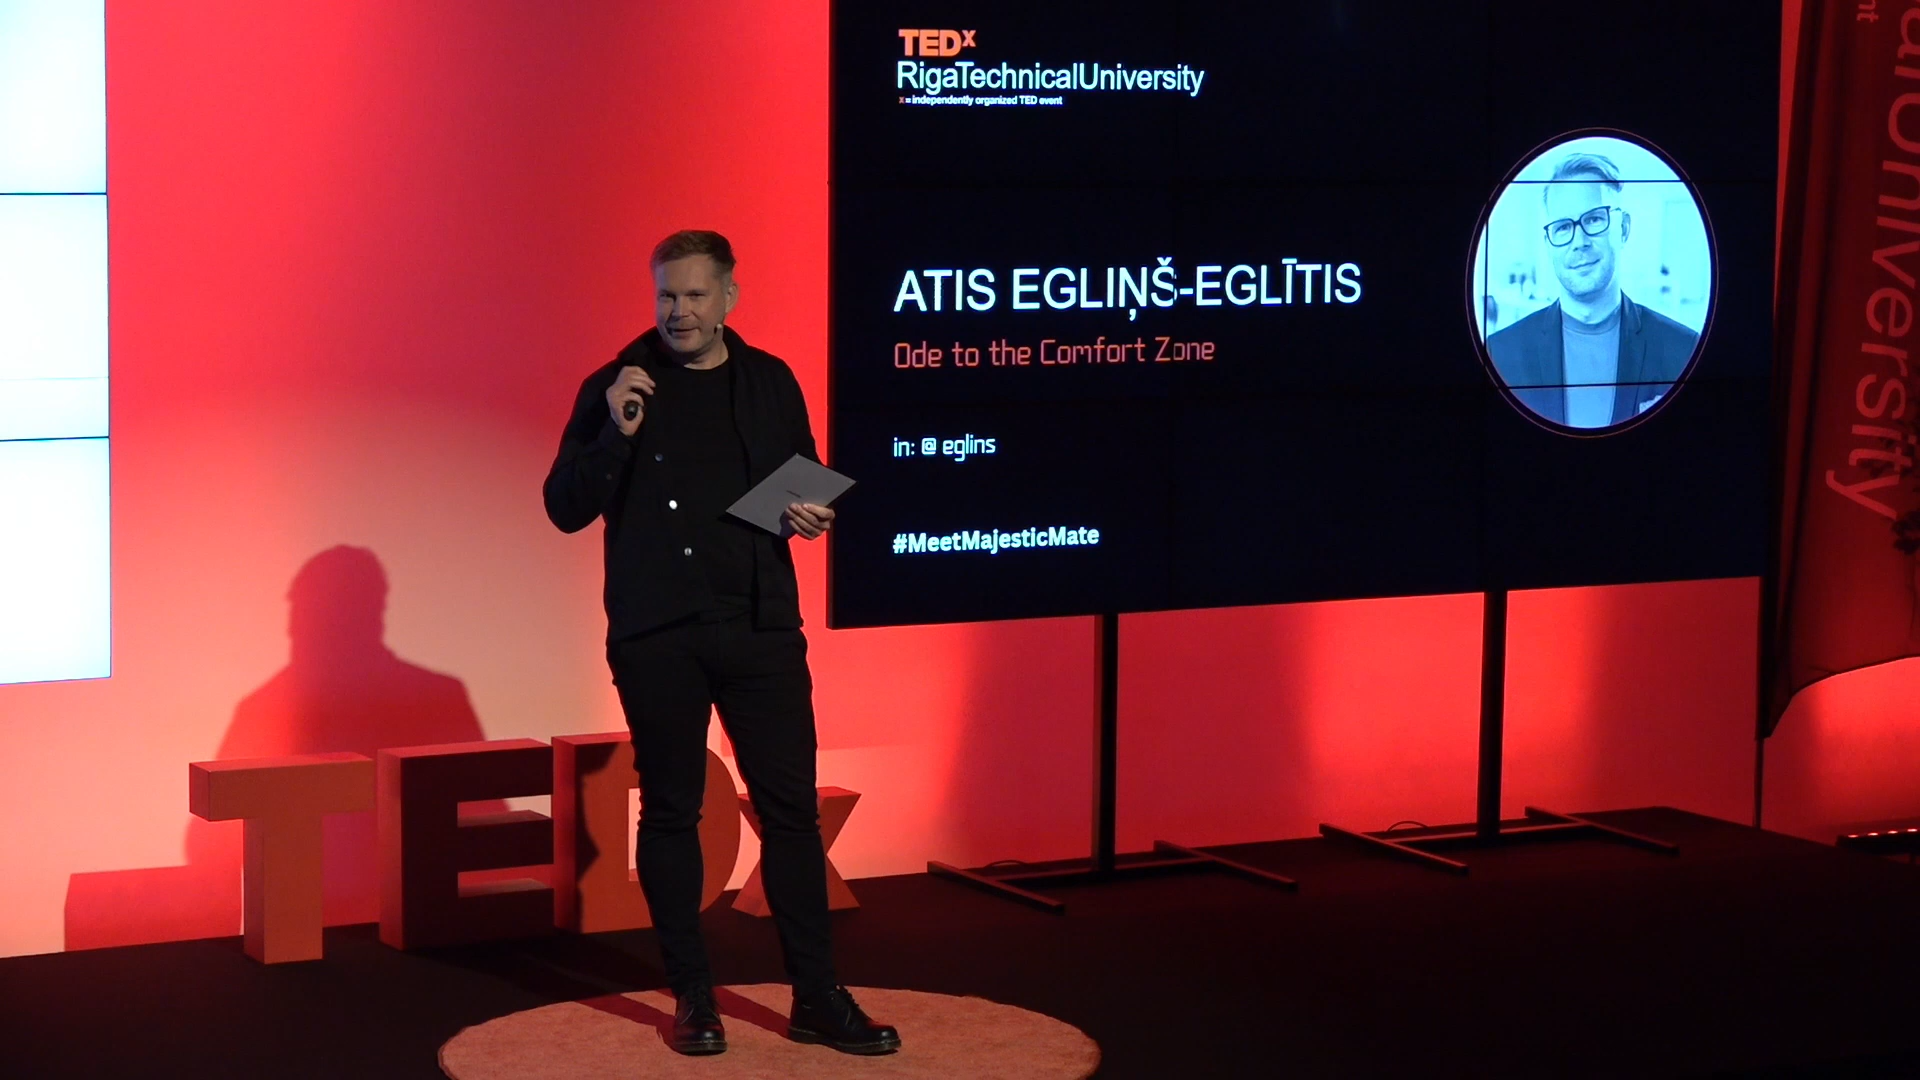 TEDx
RigaTechnicalUniversity
x = independently organized TED event
ATIS EGLIŅŠ-EGLĪTIS
Ode to the Comfort Zone
in: @ eglins
#MeetMajesticMate
TEDx
University